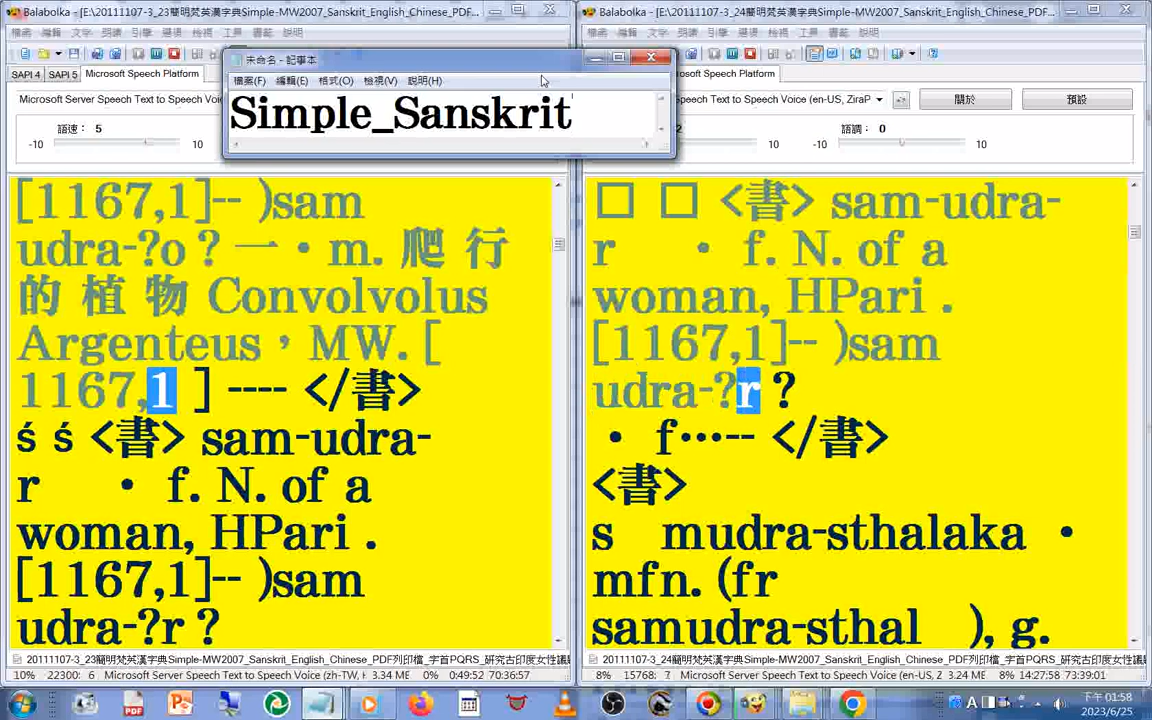 Balabolka - [E:\20111107-3_23簡明梵英漢字典Simple-MW2007_Sanskrit_English_Chinese_PDF...
Balabolka - [E:\20111107-3_24簡明梵英漢字典Simple-MW2007_Sanskrit_English_Chinese_PDF...
未命名 - 記事本
檔案(F) 編輯(E) 格式(O) 檢視(V) 說明(H)
Simple_Sanskrit
SAPI 4 SAPI 5 Microsoft Speech Platform
Microsoft Server Speech Text to Speech Voice
語速: 5
-10 10
[1167,1]-- )sam
udra-?o ? 一・m. 爬 行
的 植 物 Convolvolus
Argenteus，MW. [
1167,1 ] ---- </書>
ś ś <書> sam-udra-
r ・ f. N. of a
woman, HPari .
[1167,1]-- )sam
udra-?r ?
20111107-3_23簡明梵英漢字典Simple-MW2007_Sanskrit_English_Chinese_PDF列印檔_字首PQRS_研究古印度女性議
10% 22300: 6 Microsoft Server Speech Text to Speech Voice (zh-TW, H 3.34 ME 0% 0:49:52 70:36:57
Platform
Speech Text to Speech Voice (en-US, ZiraP
關於
預設
2 語調: 0
10 -10 10
□ □ <書> sam-udra-
r ・ f. N. of a
woman, HPari .
[1167,1]-- )sam
udra-?r ?
・ f…-- </書>
<書>
s mudra-sthalaka ・
mfn. (fr
samudra-sthal ), g.
20111107-3_24簡明梵英漢字典Simple-MW2007_Sanskrit_English_Chinese_PDF列印檔_字首PQRS_研究古印度女性議
8% 15768: ? Microsoft Server Speech Text to Speech Voice (en-US, Z 3.24 ME 8% 14:27:58 73:39:01
下午 01:58
2023/6/25